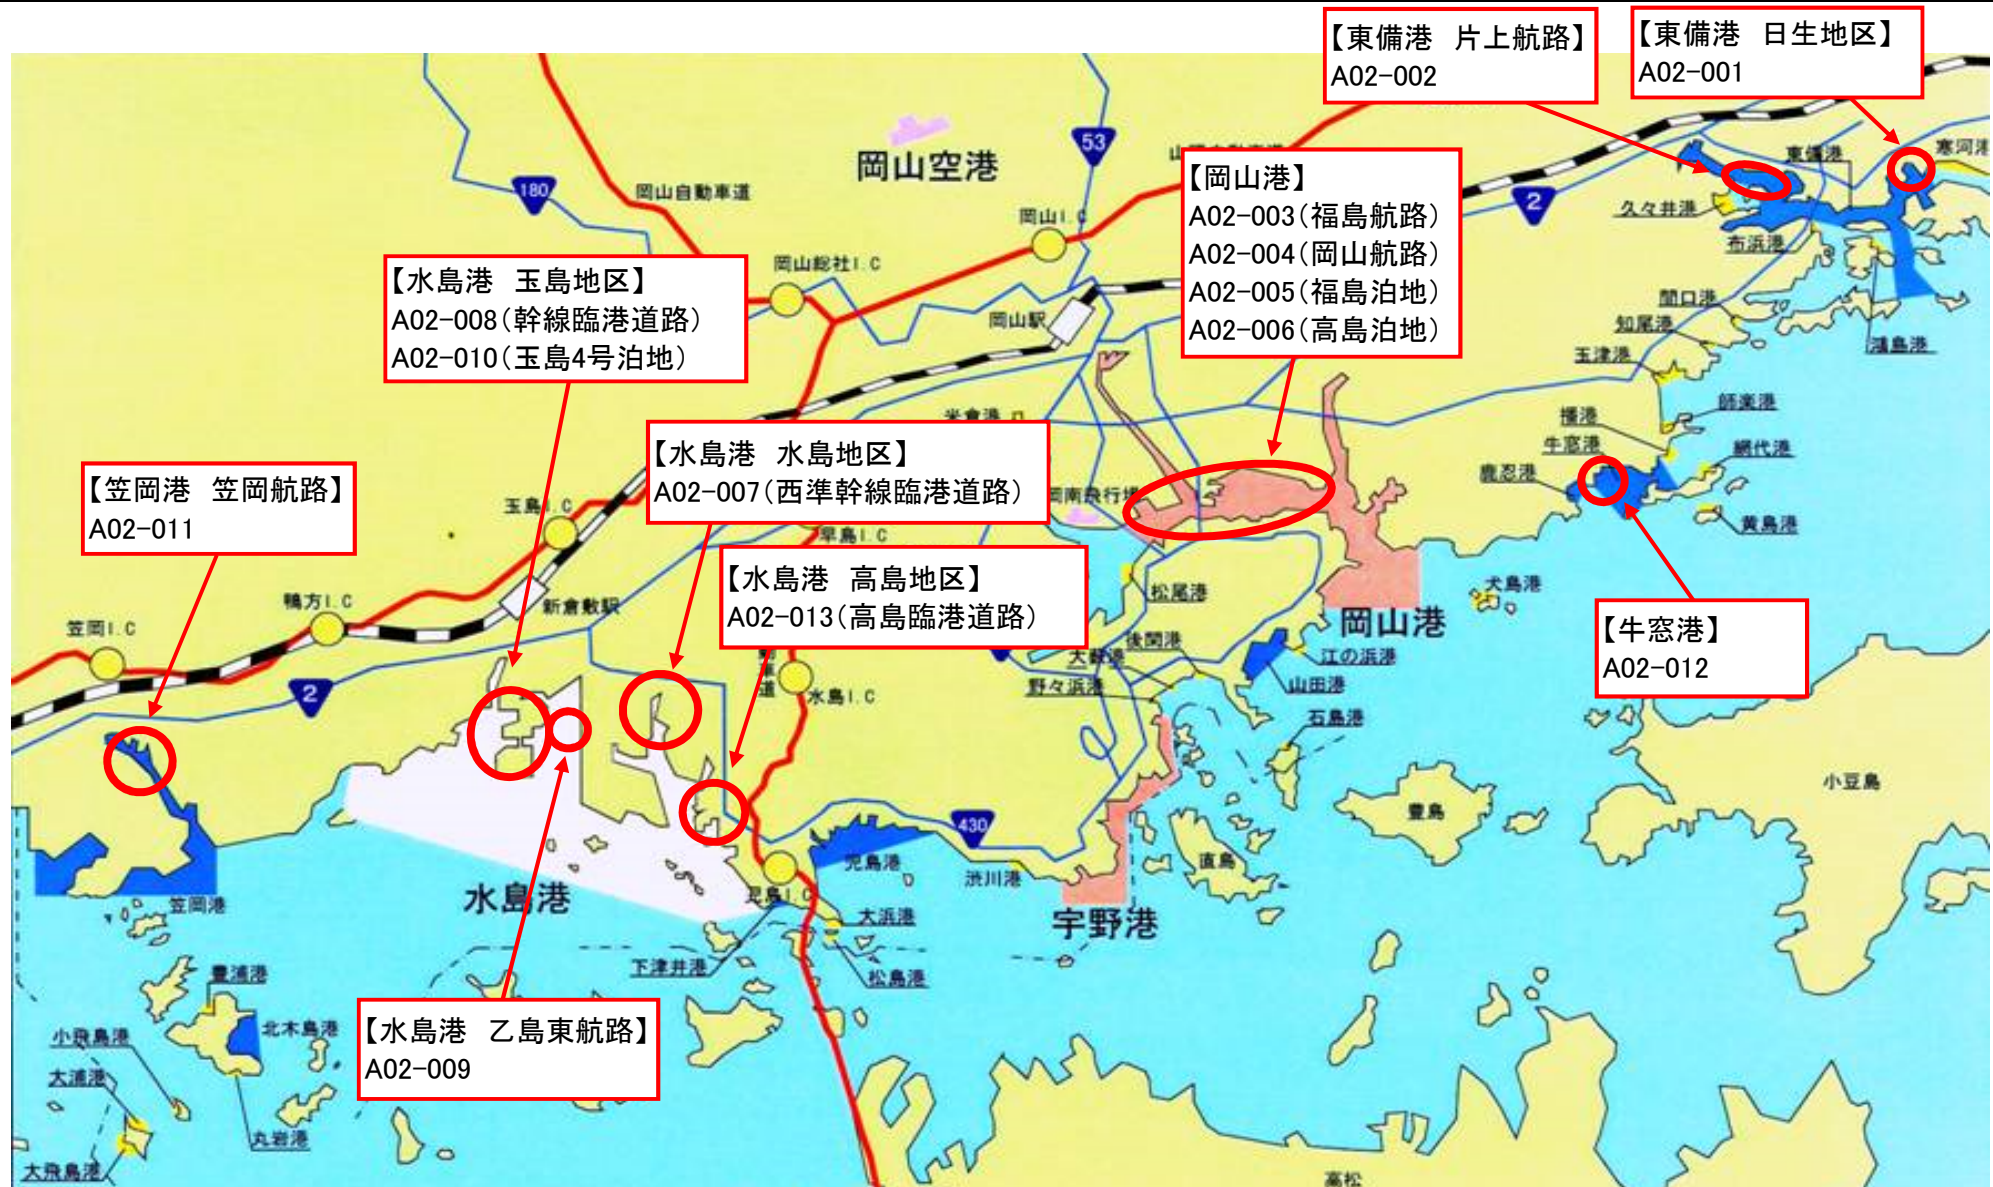 【東備港　片上航路】
A02-002
【東備港　日生地区】
A02-001
【岡山港】
A02-003(福島航路)
A02-004(岡山航路)
A02-005(福島泊地)
A02-006(高島泊地)
【水島港　玉島地区】
A02-008(幹線臨港道路)
A02-010(玉島4号泊地)
【水島港　水島地区】
A02-007(西準幹線臨港道路)
【笠岡港　笠岡航路】
A02-011
【水島港　高島地区】
A02-013(高島臨港道路)
【牛窓港】
A02-012
【水島港　乙島東航路】
A02-009
岡山空港
53
180
岡山自動車道
岡山I.C
2
東備港
寒河港
久々井港
布浜港
岡山総社I.C
岡山駅
間口港
知尾港
玉津港
鴻島港
師楽港
牛窓港
網代港
鹿忍港
黄島港
玉島I.C
早島I.C
新倉敷駅
鴨方I.C
笠岡I.C
2
水島I.C
松尾港
後閑港
大藪港
野々浜港
岡山港
犬島港
江の浜港
山田港
石島港
小豆島
豊島
直島
430
児島港
渋川港
児島I.C
水島港
宇野港
大浜港
松島港
下津井港
笠岡港
豊浦港
北木島港
小飛島港
大浦港
丸岩港
大飛島港
高松